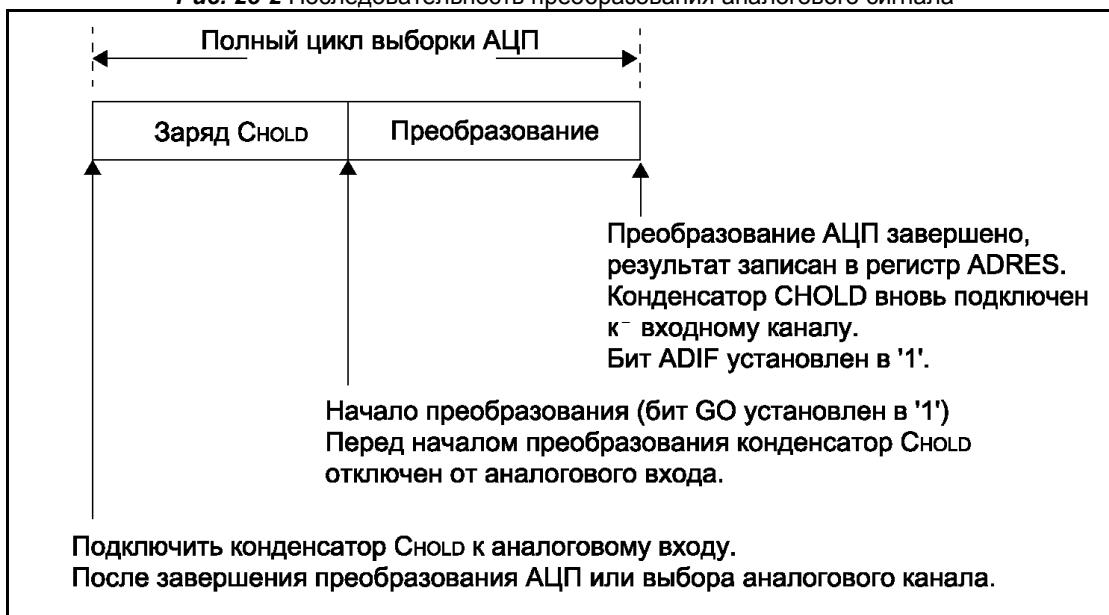 Рис. 23-2 Последовательность преобразования аналогового сигнала
Полный цикл выборки АЦП
Заряд CHOLD
Преобразование
Преобразование АЦП завершено,
результат записан в регистр ADRES.
Конденсатор CHOLD вновь подключен
к⁻ входному каналу.
Бит ADIF установлен в '1'.
Начало преобразования (бит GO установлен в '1')
Перед началом преобразования конденсатор CHOLD
отключен от аналогового входа.
Подключить конденсатор CHOLD к аналоговому входу.
После завершения преобразования АЦП или выбора аналогового канала.